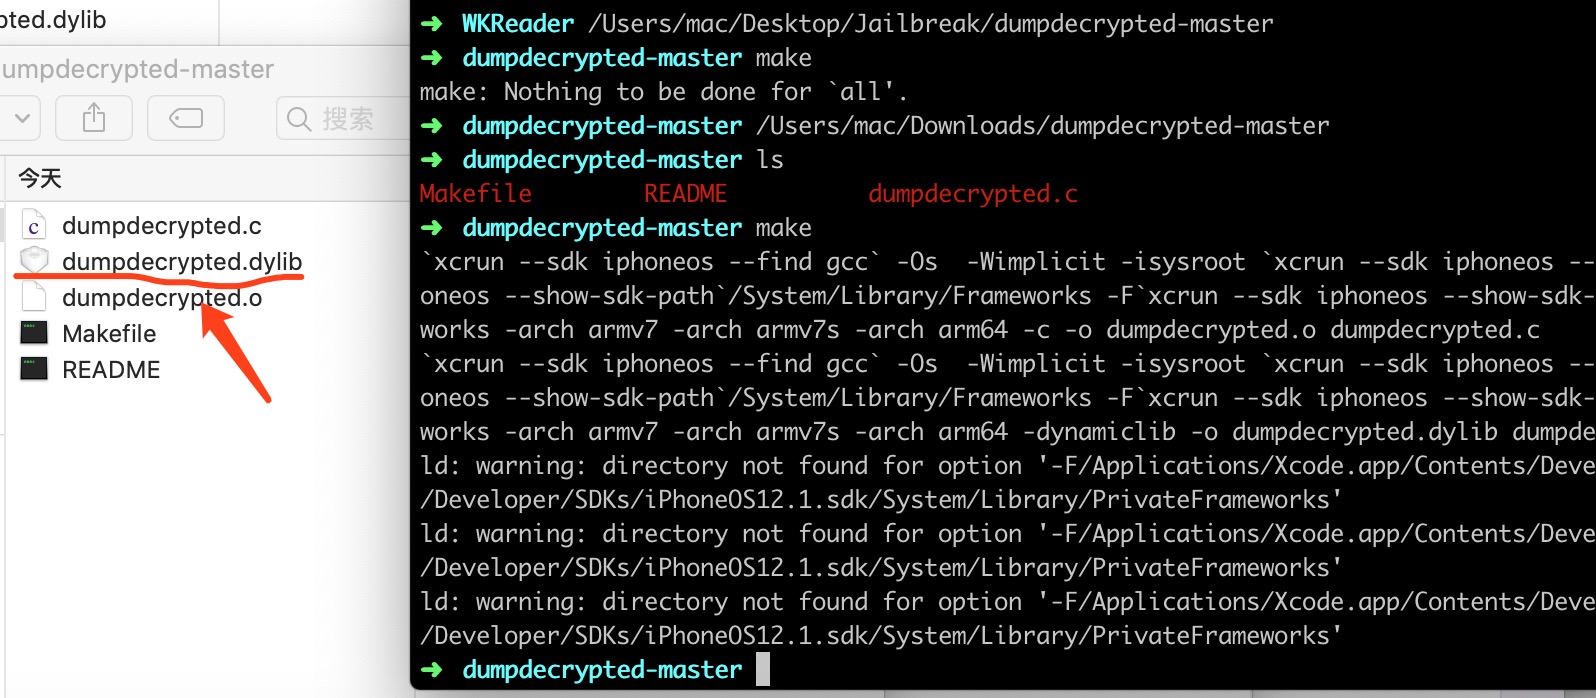 pted.dylib
umpdecrypted-master
搜索
今天
dumpdecrypted.c
dumpdecrypted.dylib
dumpdecrypted.o
Makefile
README
➜ WKReader /Users/mac/Desktop/Jailbreak/dumpdecrypted-master
➜ dumpdecrypted-master make
make: Nothing to be done for `all'.
➜ dumpdecrypted-master /Users/mac/Downloads/dumpdecrypted-master
➜ dumpdecrypted-master ls
Makefile README dumpdecrypted.c
➜ dumpdecrypted-master make
`xcrun --sdk iphoneos --find gcc` -Os -Wimplicit -isysroot `xcrun --sdk iphoneos --
oneos --show-sdk-path`/System/Library/Frameworks -F`xcrun --sdk iphoneos --show-sdk-
works -arch armv7 -arch armv7s -arch arm64 -c -o dumpdecrypted.o dumpdecrypted.c
`xcrun --sdk iphoneos --find gcc` -Os -Wimplicit -isysroot `xcrun --sdk iphoneos --
oneos --show-sdk-path`/System/Library/Frameworks -F`xcrun --sdk iphoneos --show-sdk-
works -arch armv7 -arch armv7s -arch arm64 -dynamiclib -o dumpdecrypted.dylib dumpde
ld: warning: directory not found for option '-F/Applications/Xcode.app/Contents/Deve
/Developer/SDKs/iPhoneOS12.1.sdk/System/Library/PrivateFrameworks'
ld: warning: directory not found for option '-F/Applications/Xcode.app/Contents/Deve
/Developer/SDKs/iPhoneOS12.1.sdk/System/Library/PrivateFrameworks'
ld: warning: directory not found for option '-F/Applications/Xcode.app/Contents/Deve
/Developer/SDKs/iPhoneOS12.1.sdk/System/Library/PrivateFrameworks'
➜ dumpdecrypted-master